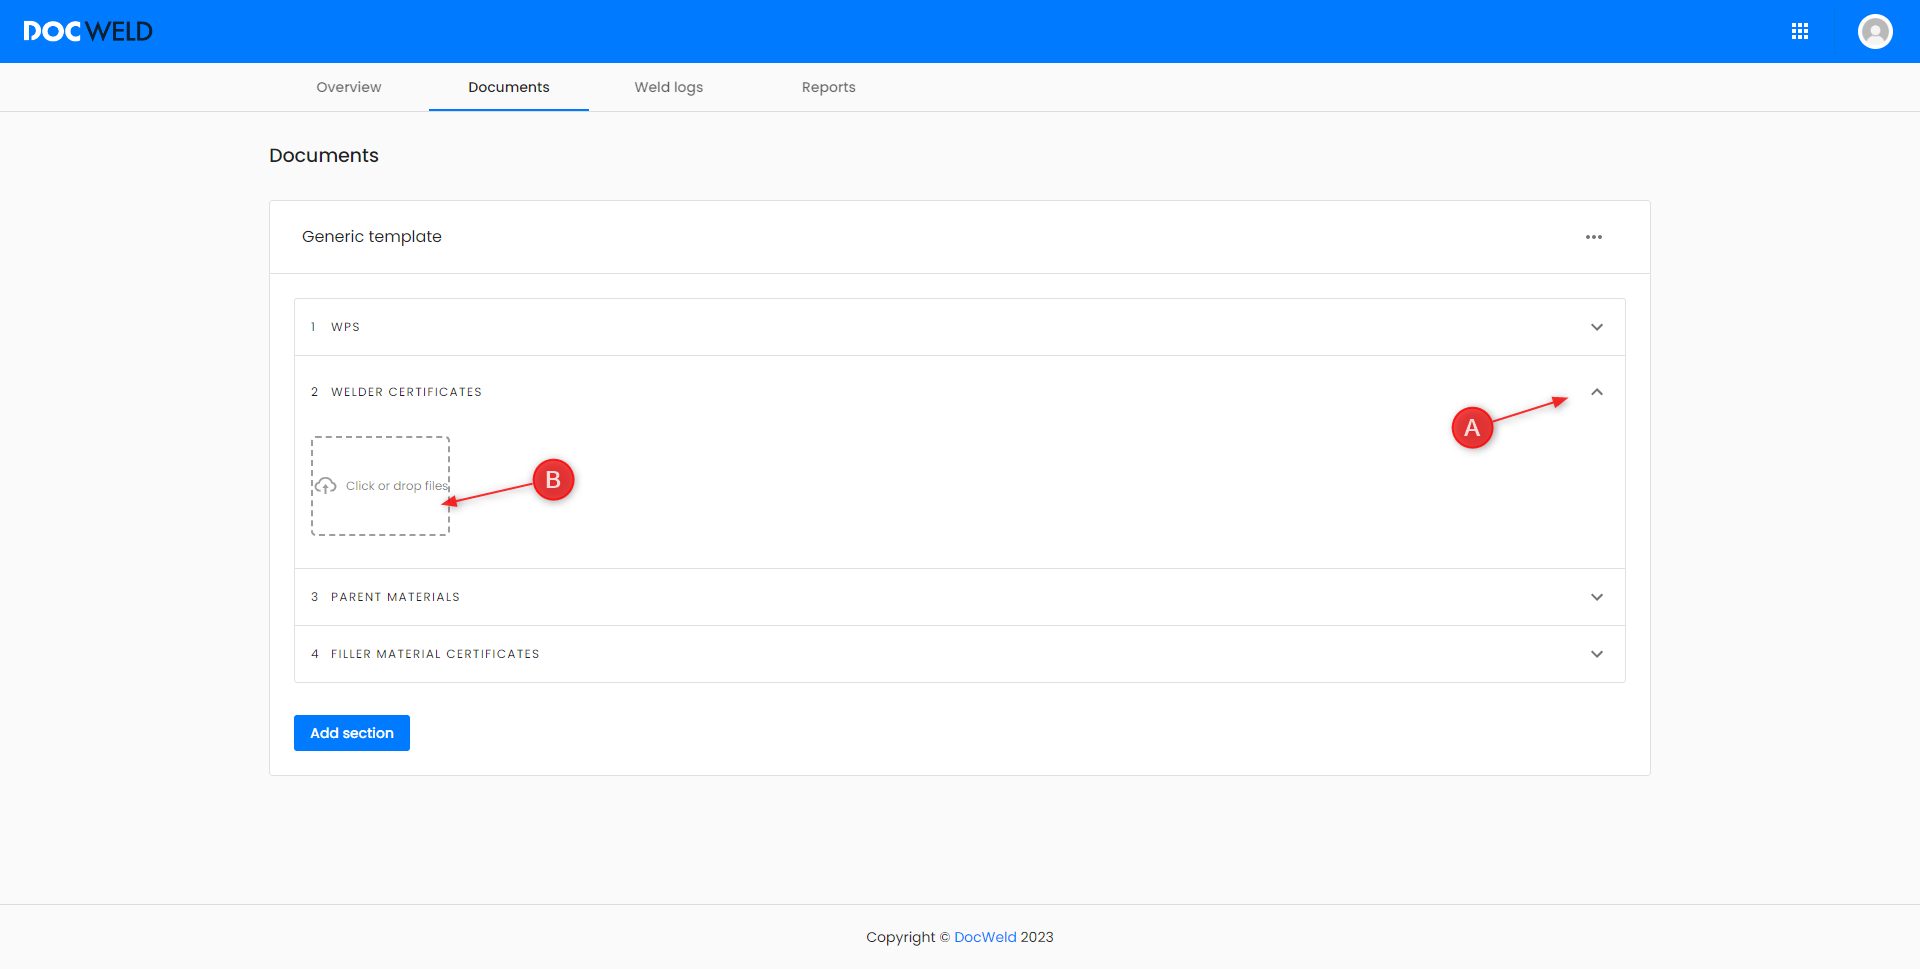 DOCWELD
Overview Documents Weld logs Reports
Documents
Generic template
1 WPS
2 WELDER CERTIFICATES
A
Click or drop files
B
3 PARENT MATERIALS
4 FILLER MATERIAL CERTIFICATES
Add section
Copyright © DocWeld 2023